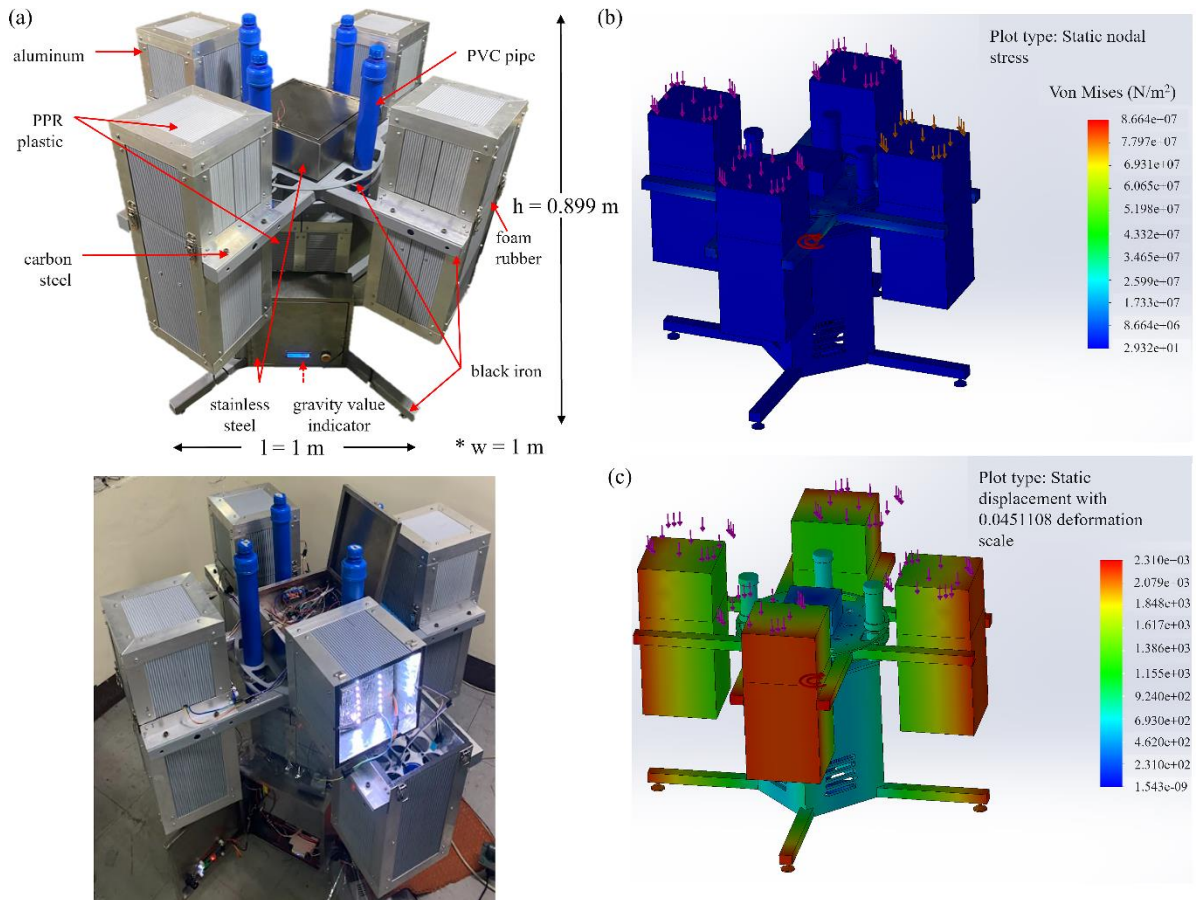 (a)
aluminum
PPR
plastic
carbon
steel
PVC pipe
h = 0.899 m
foam
rubber
black iron
stainless
steel
gravity value
indicator
l = 1 m
* w = 1 m
(b)
Plot type: Static nodal
stress
Von Mises (N/m²)
8.664e−07
7.797e−07
6.931e+07
6.065e−07
5.198e−07
4.332e−07
3.465e−07
2.599e−07
1.733e−07
8.664e−06
2.932e−01
(c)
Plot type: Static
displacement with
0.0451108 deformation
scale
2.310e−03
2.079e−03
1.848e+03
1.617e+03
1.386e+03
1.155e+03
9.240e+02
6.930e+02
4.620e+02
2.310e+02
1.543e-09